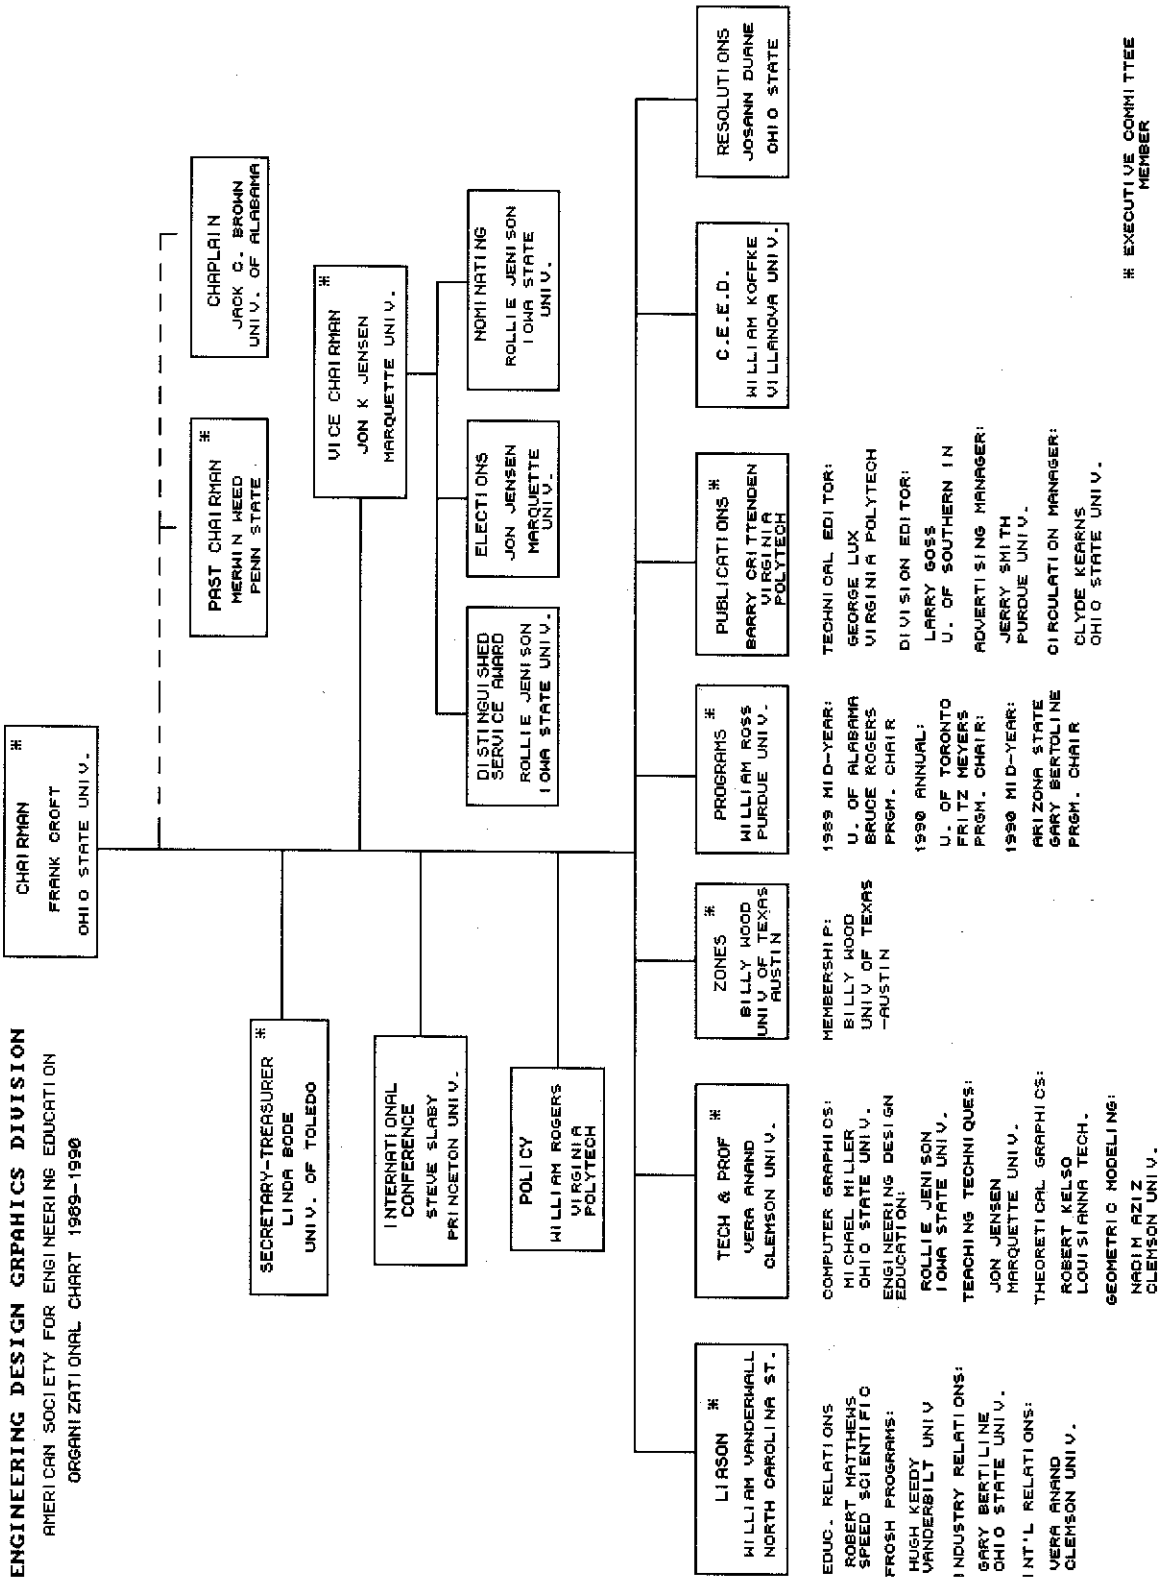 ENGINEERING DESIGN GRPAHICS DIVISION
AMERICAN SOCIETY FOR ENGINEERING EDUCATION
ORGANIZATIONAL CHART 1989-1990
CHAIRMAN *
FRANK CROFT
OHIO STATE UNIV.
PAST CHAIRMAN *
MERWIN WEED
PENN STATE
CHAPLAIN
JACK C. BROWN
UNIV. OF ALABAMA
SECRETARY-TREASURER *
LINDA BODE
UNIV. OF TOLEDO
VICE CHAIRMAN *
JON K JENSEN
MARQUETTE UNIV.
INTERNATIONAL
CONFERENCE
STEVE SLABY
PRINCETON UNIV.
DISTINGUISHED
SERVICE AWARD
ROLLIE JENISON
IOWA STATE UNIV.
ELECTIONS
JON JENSEN
MARQUETTE
UNIV.
NOMINATING
ROLLIE JENISON
IOWA STATE
UNIV.
POLICY
WILLIAM ROGERS
VIRGINIA
POLYTECH
LIASON *
WILLIAM VANDERWALL
NORTH CAROLINA ST.
EDUC. RELATIONS
ROBERT MATTHEWS
SPEED SCIENTIFIC
FROSH PROGRAMS:
HUGH KEEDY
VANDERBILT UNIV
INDUSTRY RELATIONS:
GARY BERTILINE
OHIO STATE UNIV.
INT'L RELATIONS:
VERA ANAND
CLEMSON UNIV.
TECH & PROF *
VERA ANAND
CLEMSON UNIV.
COMPUTER GRAPHICS:
MICHAEL MILLER
OHIO STATE UNIV.
ENGINEERING DESIGN
EDUCATION:
ROLLIE JENISON
IOWA STATE UNIV.
TEACHING TECHNIQUES:
JON JENSEN
MARQUETTE UNIV.
THEORETICAL GRAPHICS:
ROBERT KELSO
LOUISIANNA TECH.
GEOMETRIC MODELING:
NADIM AZIZ
CLEMSON UNIV.
ZONES *
BILLY WOOD
UNIV OF TEXAS
AUSTIN
MEMBERSHIP:
BILLY WOOD
UNIV OF TEXAS
-AUSTIN
PROGRAMS *
WILLIAM ROSS
PURDUE UNIV.
1989 MID-YEAR:
U. OF ALABAMA
BRUCE ROGERS
PRGM. CHAIR
1990 ANNUAL:
U. OF TORONTO
FRITZ MEYERS
PRGM. CHAIR:
1990 MID-YEAR:
ARIZONA STATE
GARY BERTOLINE
PRGM. CHAIR
PUBLICATIONS *
BARRY CRITTENDEN
VIRGINIA
POLYTECH
TECHNICAL EDITOR:
GEORGE LUX
VIRGINIA POLYTECH
DIVISION EDITOR:
LARRY GOSS
U. OF SOUTHERN IN
ADVERTISING MANAGER:
JERRY SMITH
PURDUE UNIV.
CIRCULATION MANAGER:
CLYDE KEARNS
OHIO STATE UNIV.
C.E.E.D.
WILLIAM KOFFKE
VILLANOVA UNIV.
RESOLUTIONS
JOSANN DUANE
OHIO STATE
* EXECUTIVE COMMITTEE
MEMBER